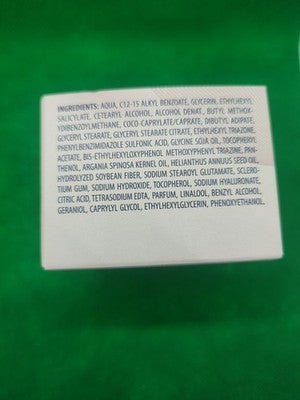 INGREDIENTS: AQUA, C12-15 ALKYL BENZOATE, GLYCERIN, ETHYLHEXYL
SALICYLATE, CETEARYL ALCOHOL, ALCOHOL DENAT., BUTYL METHOX-
YDIBENZOYLMETHANE, COCO-CAPRYLATE/CAPRATE, DIBUTYL ADIPATE,
GLYCERYL STEARATE, GLYCERYL STEARATE CITRATE, ETHYLHEXYL TRIAZONE,
PHENYLBENZIMIDAZOLE SULFONIC ACID, GLYCINE SOJA OIL, TOCOPHERYL
ACETATE, BIS-ETHYLHEXYLOXYPHENOL METHOXYPHENYL TRIAZINE, PAN-
THENOL, ARGANIA SPINOSA KERNEL OIL, HELIANTHUS ANNUUS SEED OIL,
HYDROLYZED SOYBEAN FIBER, SODIUM STEAROYL GLUTAMATE, SCLERO-
TIUM GUM, SODIUM HYDROXIDE, TOCOPHEROL, SODIUM HYALURONATE,
CITRIC ACID, TETRASODIUM EDTA, PARFUM, LINALOOL, BENZYL ALCOHOL,
GERANIOL, CAPRYLYL GLYCOL, ETHYLHEXYLGLYCERIN, PHENOXYETHANOL.